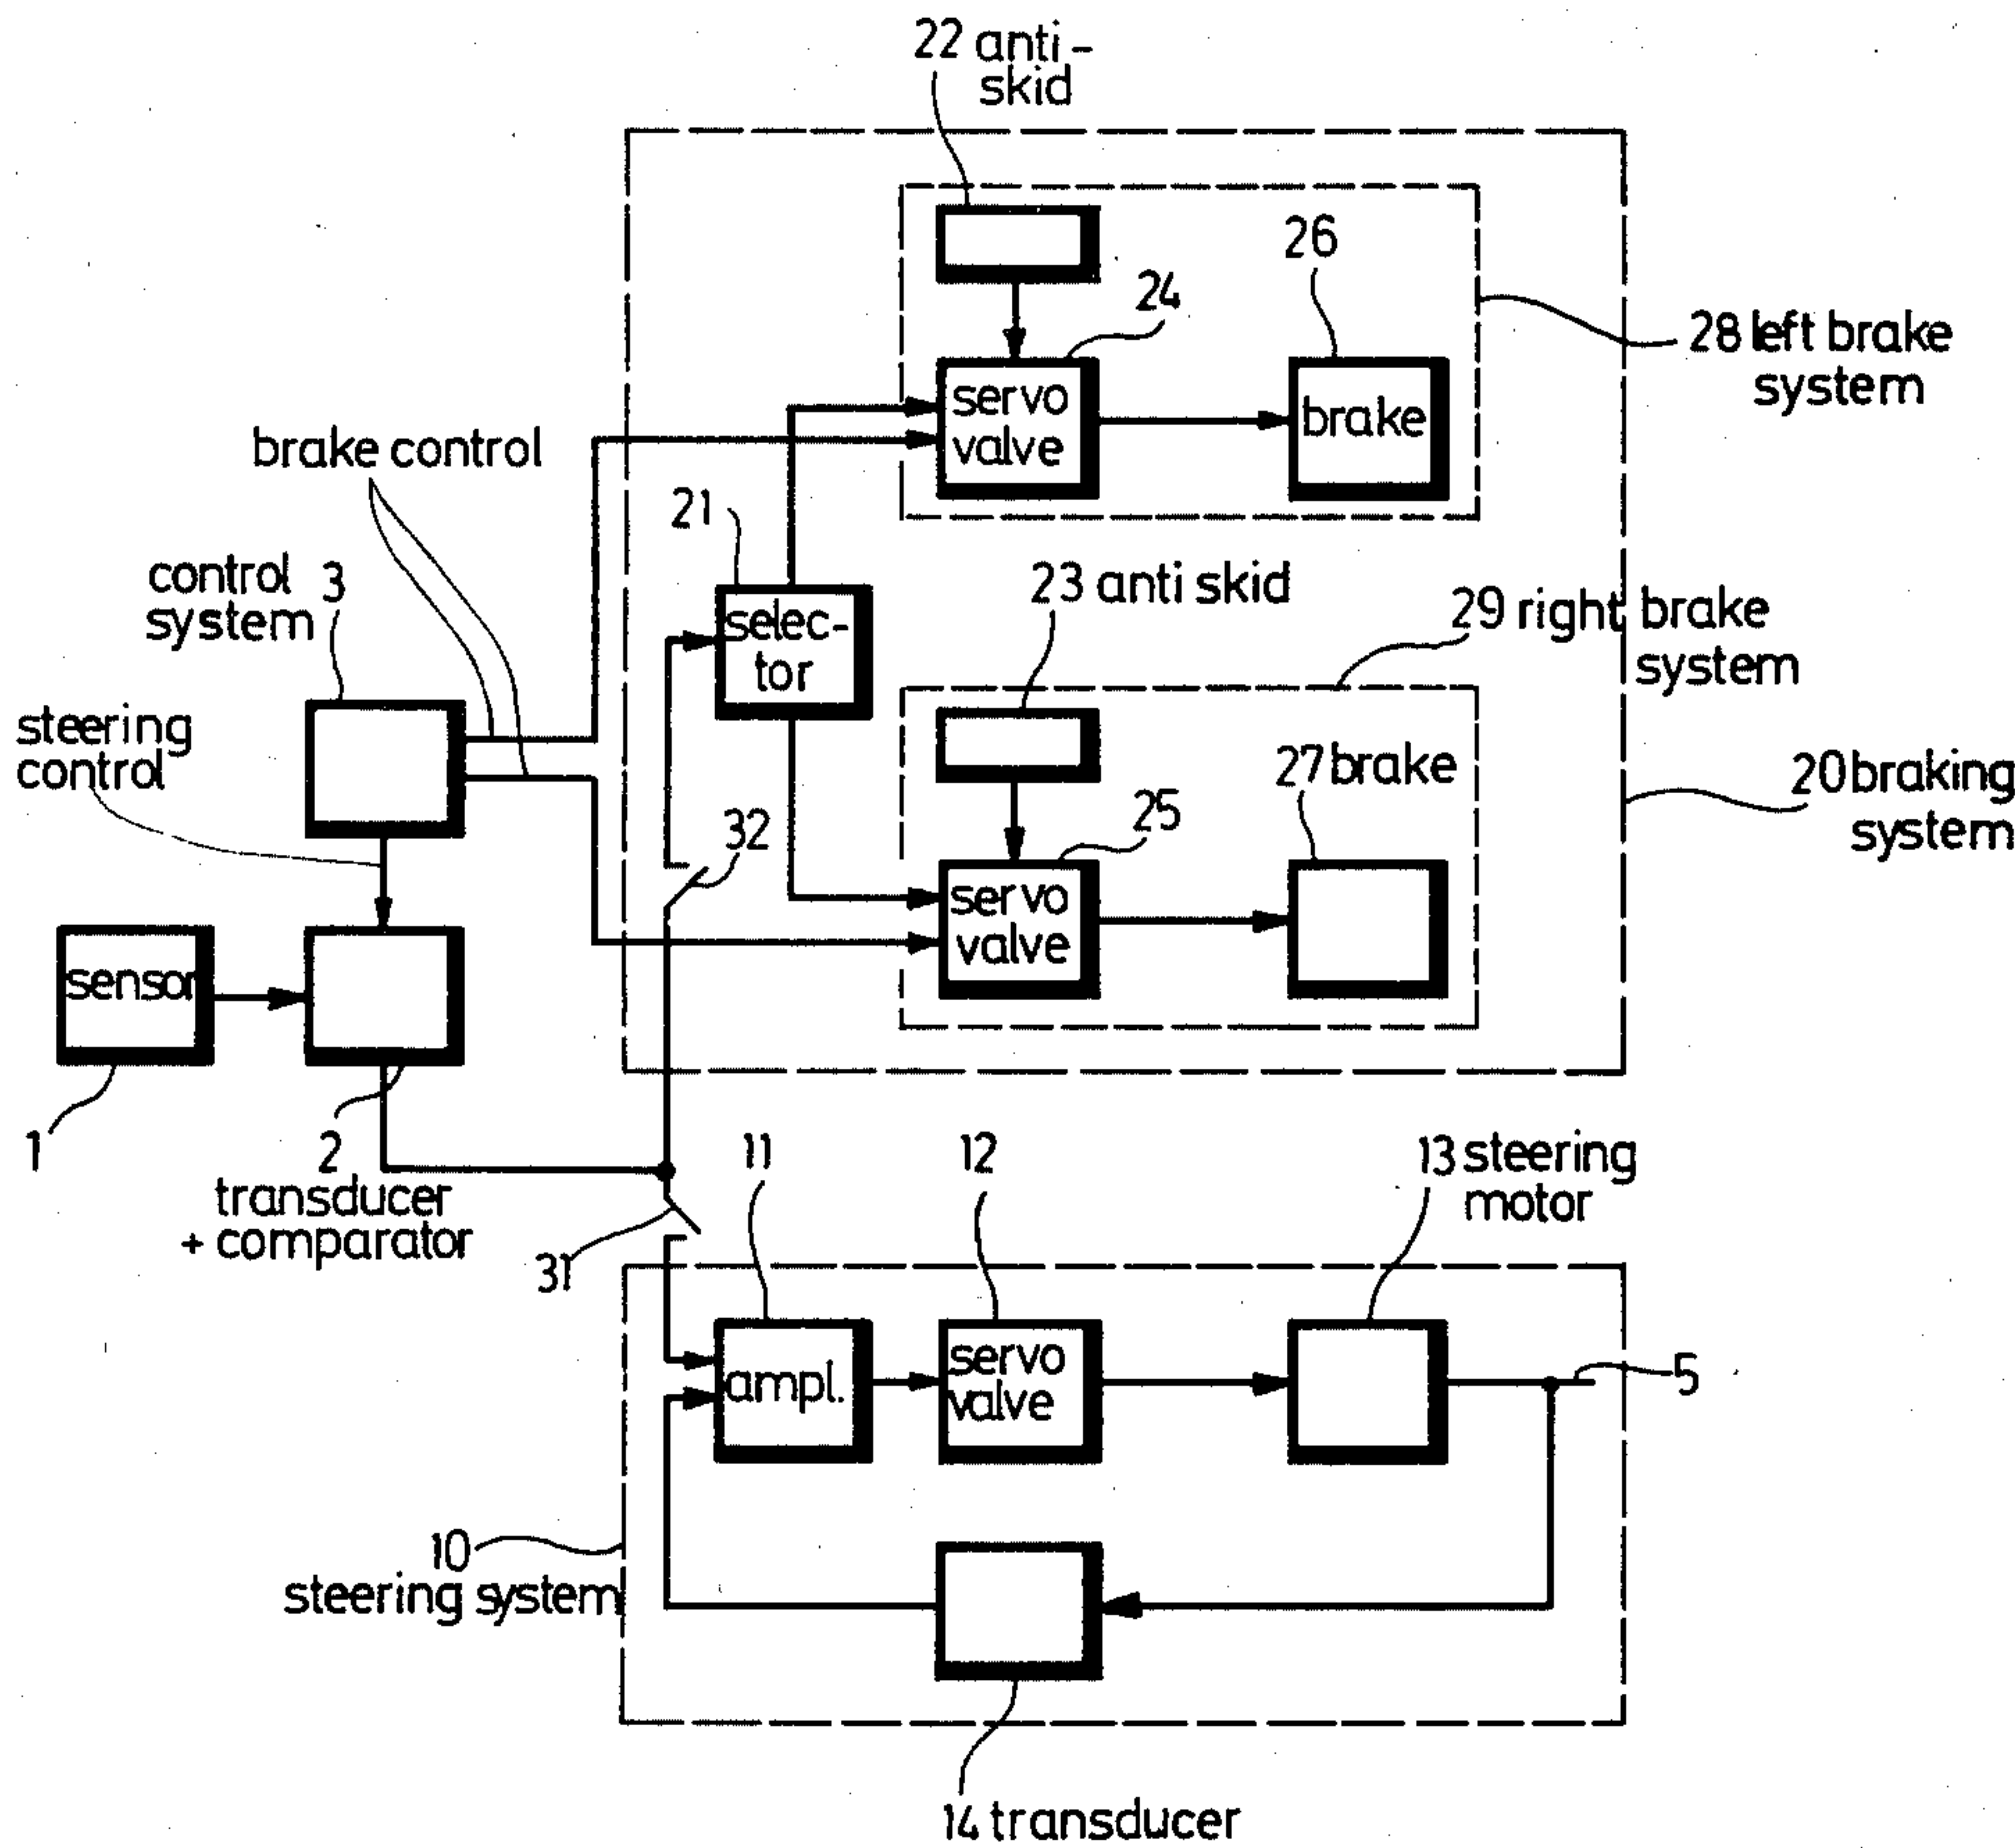 22 anti-
skid
26
24
28 left brake
system
servo
valve
brake
brake control
21
control 3
system
23 anti skid
29 right brake
system
selec-
tor
steering
control
27 brake
20 braking
system
25
32
servo
valve
sensor
1
2
transducer
+ comparator
11
12
13 steering
motor
31
ampl.
servo
valve
5
10
steering system
14 transducer